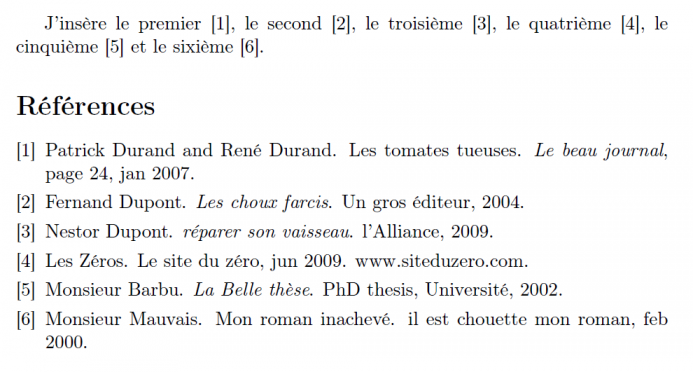 J'insère le premier [1], le second [2], le troisième [3], le quatrième [4], le
cinquième [5] et le sixième [6].
Références
[1] Patrick Durand and René Durand. Les tomates tueuses. Le beau journal,
page 24, jan 2007.
[2] Fernand Dupont. Les choux farcis. Un gros éditeur, 2004.
[3] Nestor Dupont. réparer son vaisseau. l'Alliance, 2009.
[4] Les Zéros. Le site du zéro, jun 2009. www.siteduzero.com.
[5] Monsieur Barbu. La Belle thèse. PhD thesis, Université, 2002.
[6] Monsieur Mauvais. Mon roman inachevé. il est chouette mon roman, feb
2000.